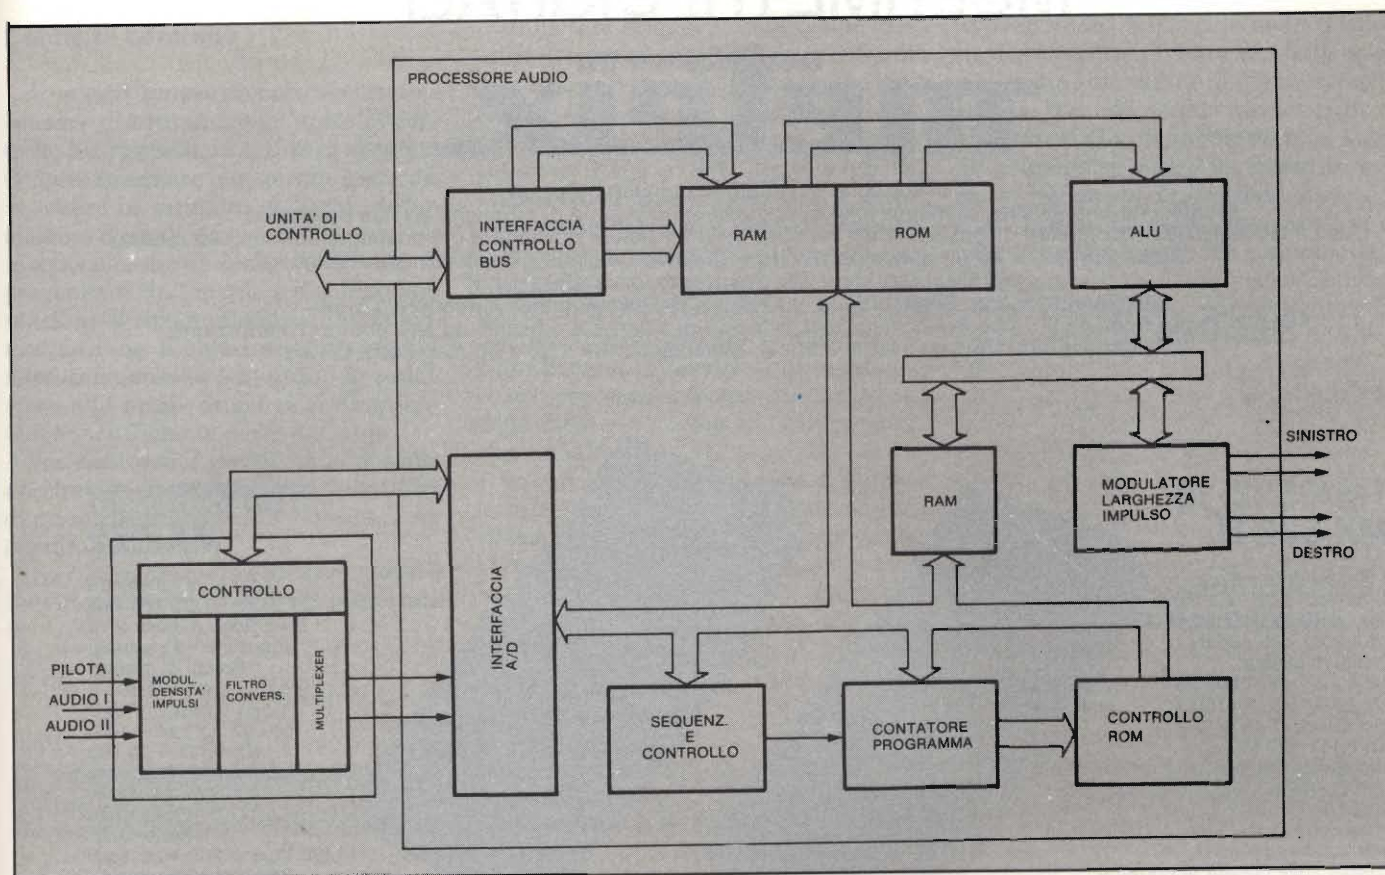 PROCESSORE AUDIO
UNITA' DI
CONTROLLO
INTERFACCIA
CONTROLLO
BUS
RAM
ROM
ALU
SINISTRO
RAM
MODULATORE
LARGHEZZA
IMPULSO
DESTRO
CONTROLLO
INTERFACCIA
A/D
PILOTA
AUDIO I
AUDIO II
MODUL.
DENSITA'
IMPULSI
FILTRO
CONVERS.
MULTIPLEXER
SEQUENZ.
E
CONTROLLO
CONTATORE
PROGRAMMA
CONTROLLO
ROM